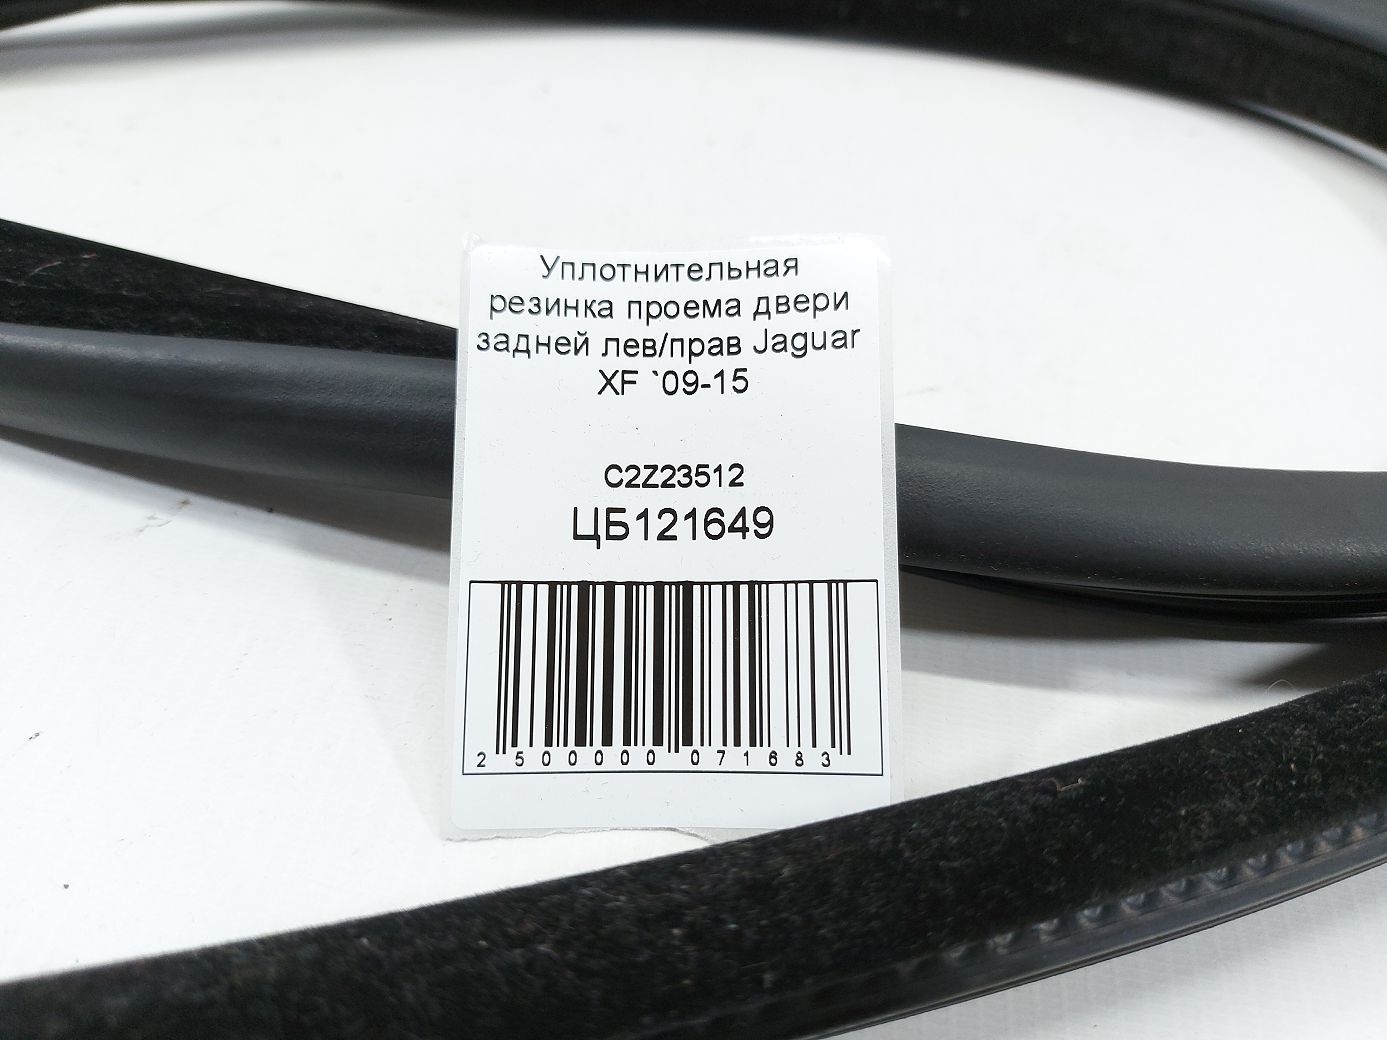 Уплотнительная
резинка проема двери
задней лев/прав Jaguar
XF `09-15
C2Z23512
ЦБ121649
2 500000 071683